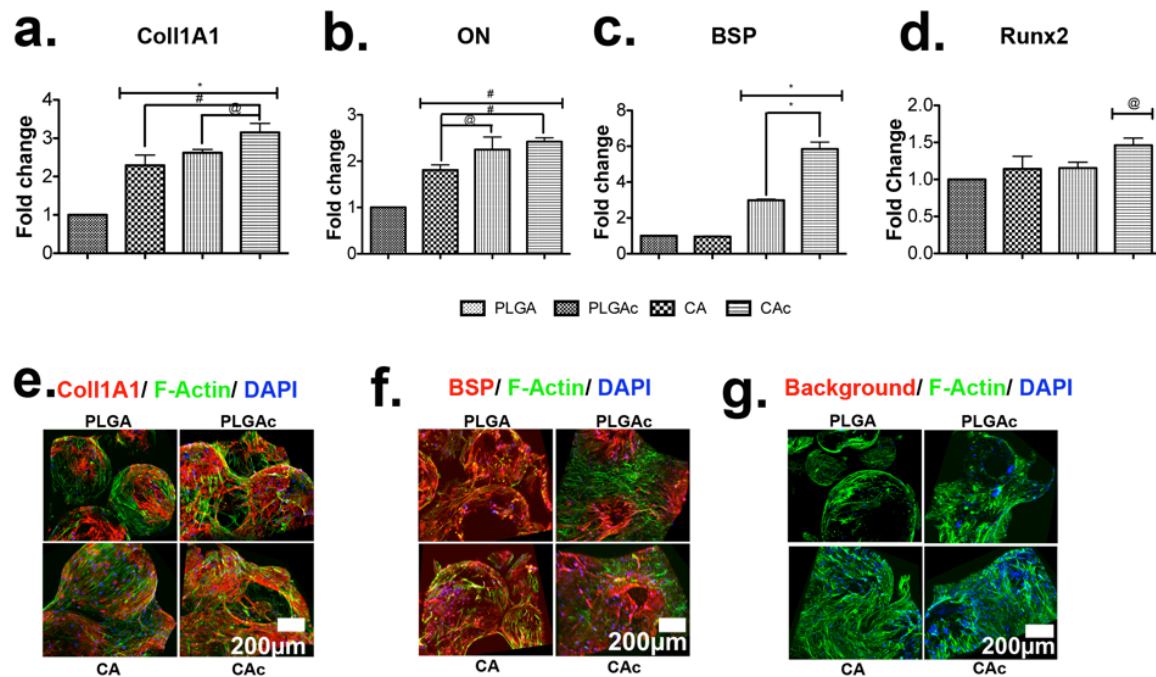 a. Coll1A1
b. ON
c. BSP
d. Runx2
Fold change
4
3
2
1
0
*
#
@
Fold change
3
2
1
0
#
#
@
Fold change
8
6
4
2
0
*
*
Fold Change
2.0
1.5
1.0
0.5
0.0
@
PLGA PLGAc CA CAc
e. Coll1A1/ F-Actin/ DAPI
PLGA PLGAc
200µm
CA CAc
f. BSP/ F-Actin/ DAPI
PLGA PLGAc
200µm
CA CAc
g. Background/ F-Actin/ DAPI
PLGA PLGAc
200µm
CA CAc